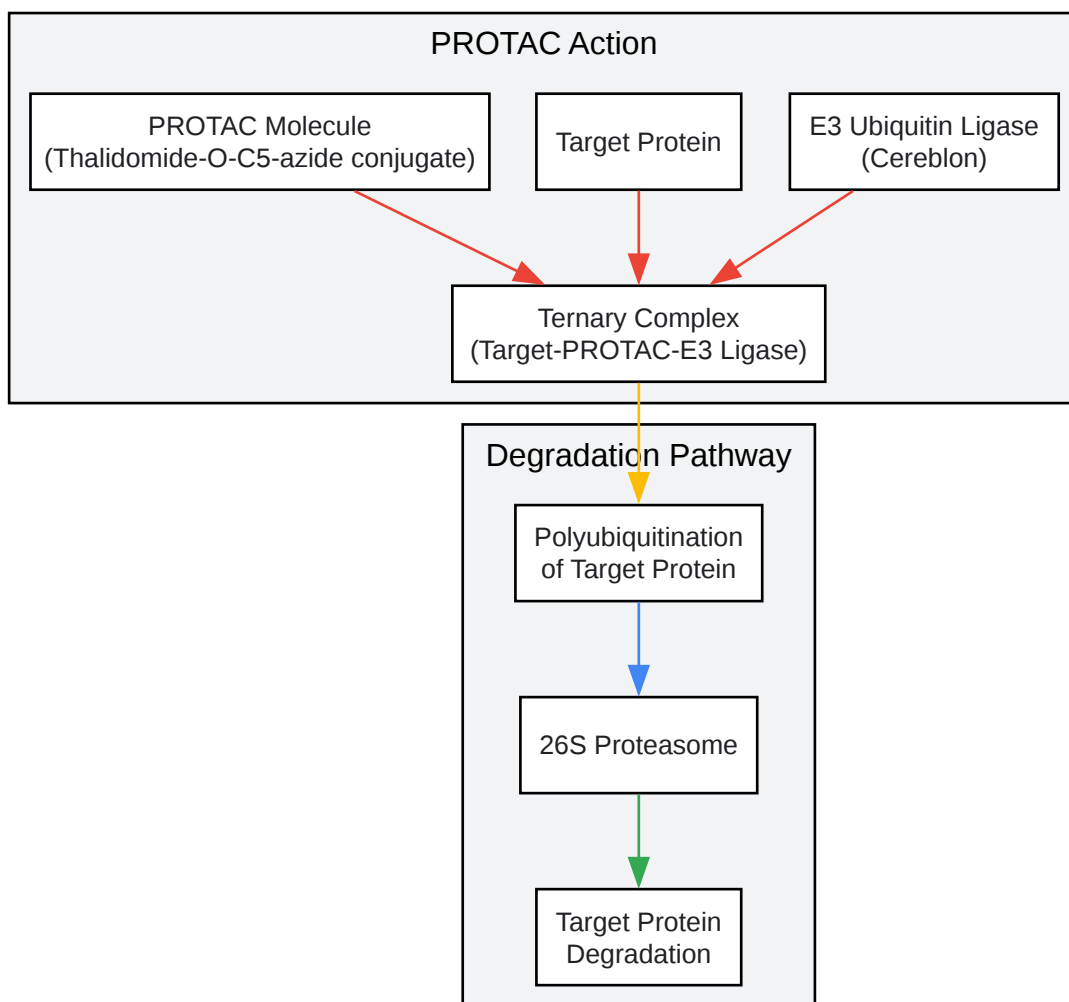 PROTAC Action
PROTAC Molecule
(Thalidomide-O-C5-azide conjugate)
Target Protein
E3 Ubiquitin Ligase
(Cereblon)
Ternary Complex
(Target-PROTAC-E3 Ligase)
Degradation Pathway
Polyubiquitination
of Target Protein
26S Proteasome
Target Protein
Degradation